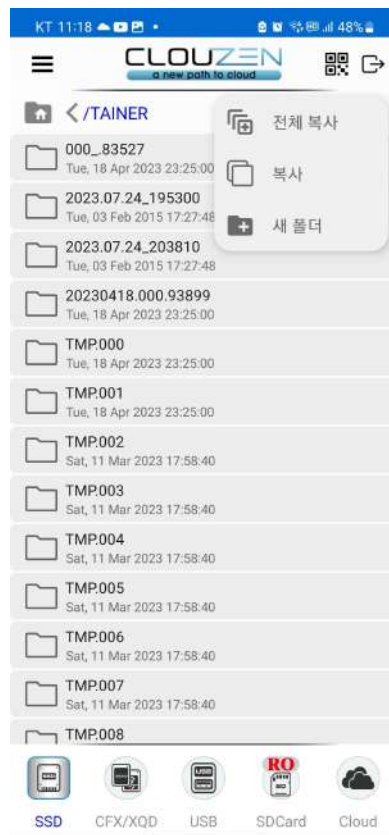 KT 11:18 48%
CLOUZEN
a new path to cloud
/TAINER
전체 복사
복사
새 폴더
000_.83527
Tue, 18 Apr 2023 23:25:00
2023.07.24_195300
Tue, 03 Feb 2015 17:27:48
2023.07.24_203810
Tue, 03 Feb 2015 17:27:48
20230418.000.93899
Tue, 18 Apr 2023 23:25:00
TMP.000
Tue, 18 Apr 2023 23:25:00
TMP.001
Tue, 18 Apr 2023 23:25:00
TMP.002
Sat, 11 Mar 2023 17:58:40
TMP.003
Sat, 11 Mar 2023 17:58:40
TMP.004
Sat, 11 Mar 2023 17:58:40
TMP.005
Sat, 11 Mar 2023 17:58:40
TMP.006
Sat, 11 Mar 2023 17:58:40
TMP.007
Sat, 11 Mar 2023 17:58:40
TMP.008
USB
RO
SSD CFX/XQD USB SDCard Cloud